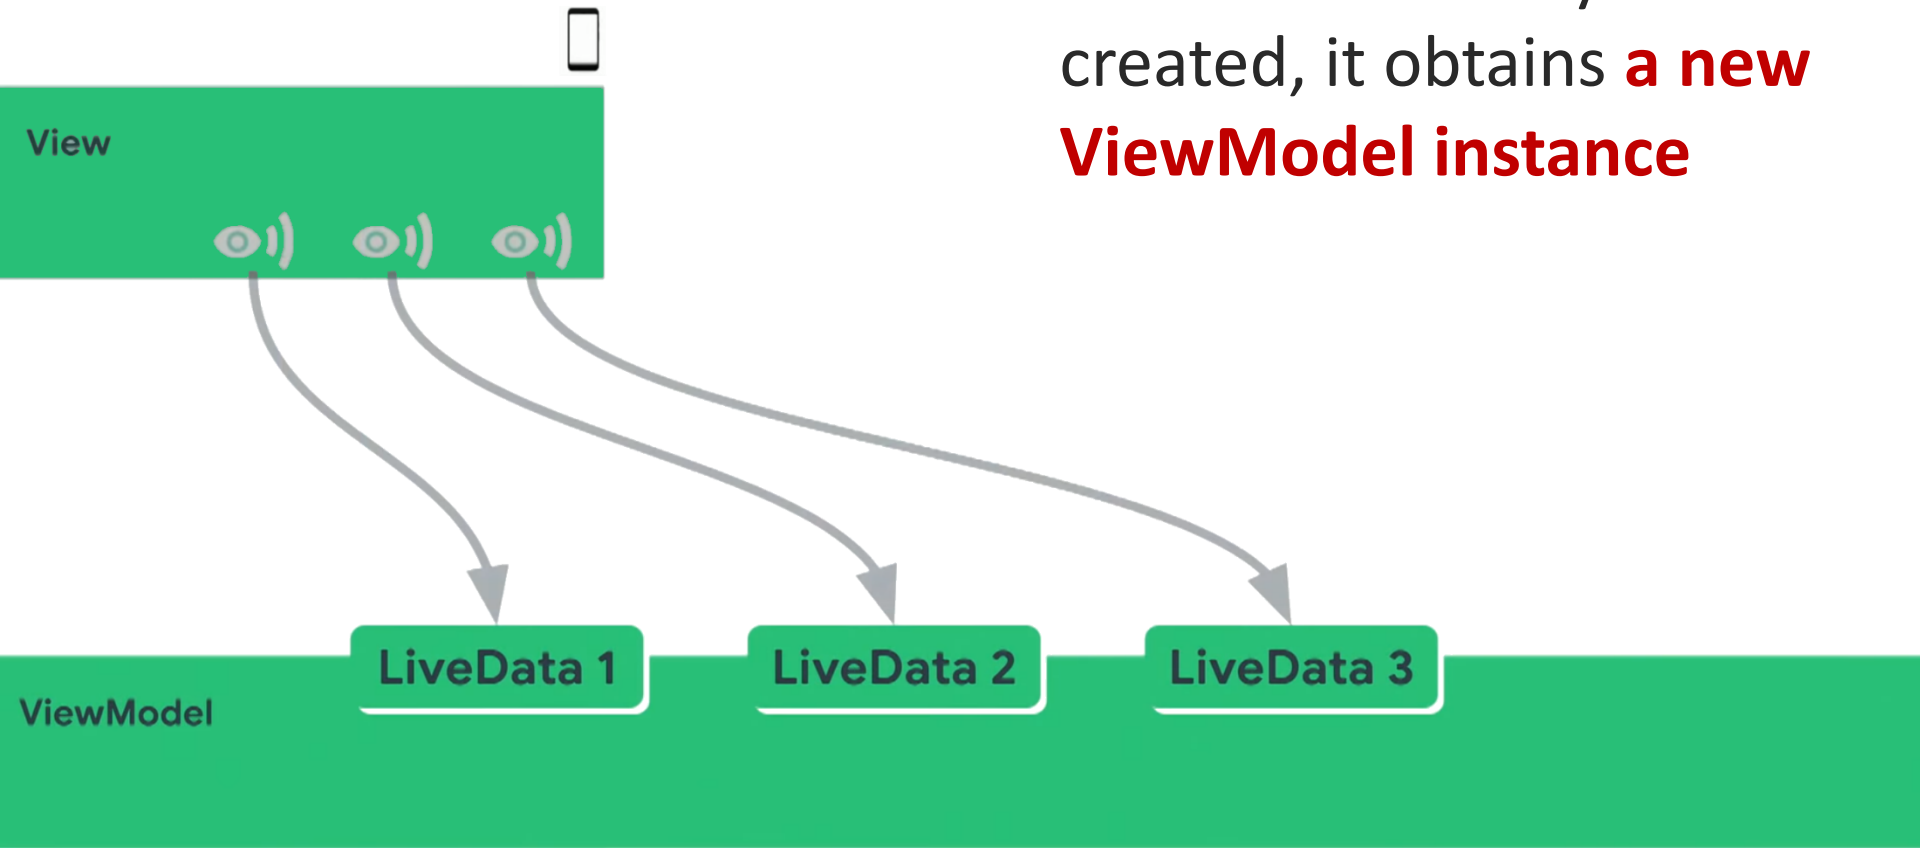 created, it obtains a new
ViewModel instance
View
LiveData 1
LiveData 2
LiveData 3
ViewModel